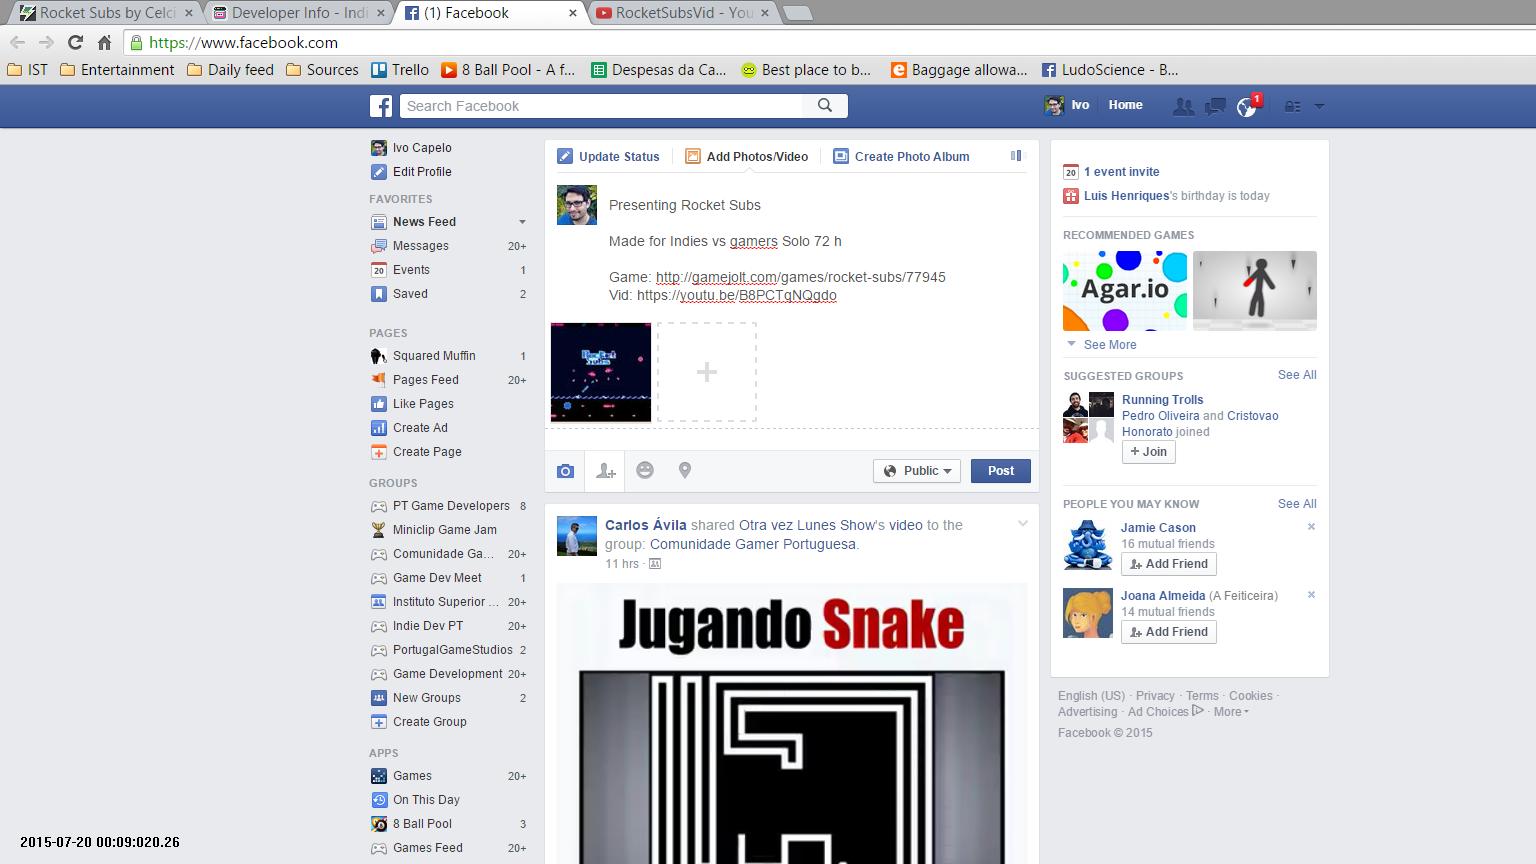 Rocket Subs by Celci
Developer Info - Indi
(1) Facebook
RocketSubsVid - You
https://www.facebook.com
IST
Entertainment
Daily feed
Sources
Trello
8 Ball Pool - A f...
Despesas da Ca...
Best place to b...
Baggage allowa...
LudoScience - B...
Search Facebook
Ivo
Home
1
Ivo Capelo
Edit Profile
FAVORITES
News Feed
Messages 20+
Events 1
Saved 2
PAGES
Squared Muffin 1
Pages Feed 20+
Like Pages
Create Ad
Create Page
GROUPS
PT Game Developers 8
Miniclip Game Jam
Comunidade Ga... 20+
Game Dev Meet 1
Instituto Superior ... 20+
Indie Dev PT 20+
PortugalGameStudios 2
Game Development 20+
New Groups 2
Create Group
APPS
Games 20+
On This Day
8 Ball Pool 3
Games Feed 20+
Update Status
Add Photos/Video
Create Photo Album
Presenting Rocket Subs
Made for Indies vs gamers Solo 72 h
Game: http://gamejolt.com/games/rocket-subs/77945
Vid: https://youtu.be/B8PCTgNQgdo
Rocket
Subs
Public
Post
Carlos Ávila shared Otra vez Lunes Show's video to the
group: Comunidade Gamer Portuguesa.
11 hrs ·
Jugando Snake
20 1 event invite
Luis Henriques's birthday is today
RECOMMENDED GAMES
Agar.io
See More
SUGGESTED GROUPS See All
Running Trolls
Pedro Oliveira and Cristovao
Honorato joined
+ Join
PEOPLE YOU MAY KNOW See All
Jamie Cason
16 mutual friends
Add Friend
Joana Almeida (A Feiticeira)
14 mutual friends
Add Friend
English (US) · Privacy · Terms · Cookies ·
Advertising · Ad Choices · More
Facebook © 2015
2015-07-20 00:09:020.26